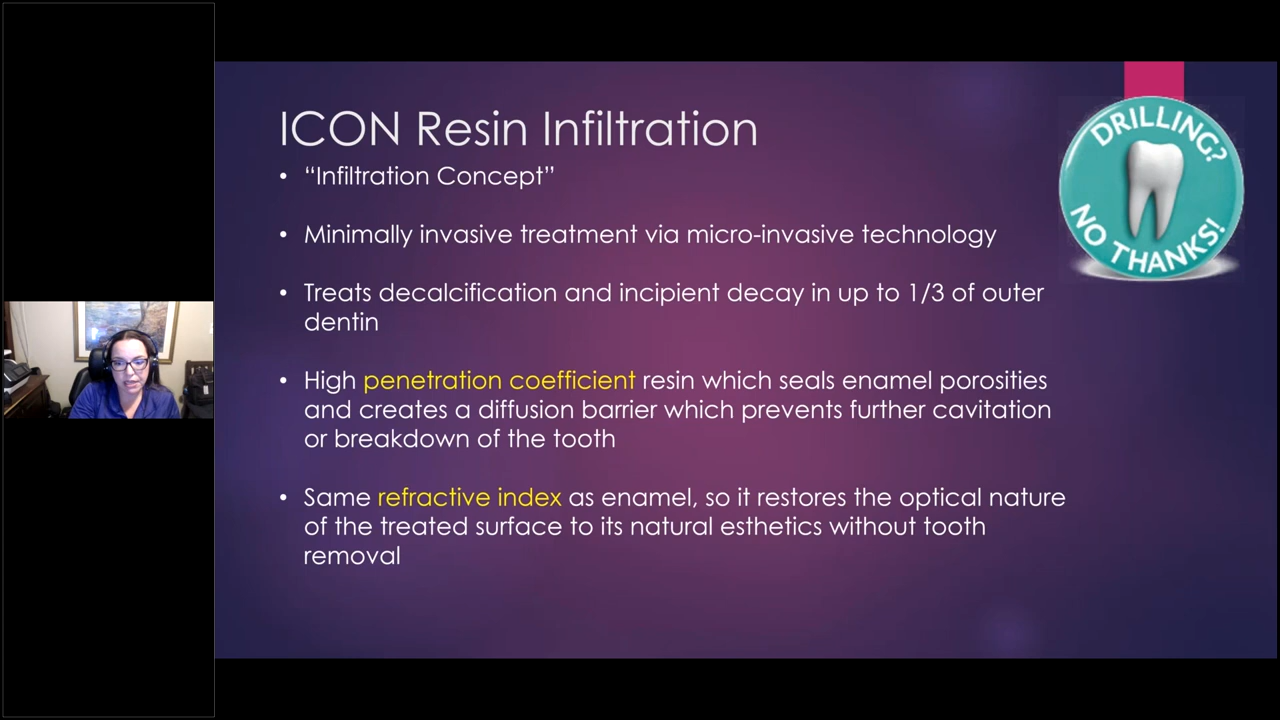 ICON Resin Infiltration
• “Infiltration Concept”
• Minimally invasive treatment via micro-invasive technology
• Treats decalcification and incipient decay in up to 1/3 of outer
dentin
• High penetration coefficient resin which seals enamel porosities
and creates a diffusion barrier which prevents further cavitation
or breakdown of the tooth
• Same refractive index as enamel, so it restores the optical nature
of the treated surface to its natural esthetics without tooth
removal
DRILLING?
NO THANKS!